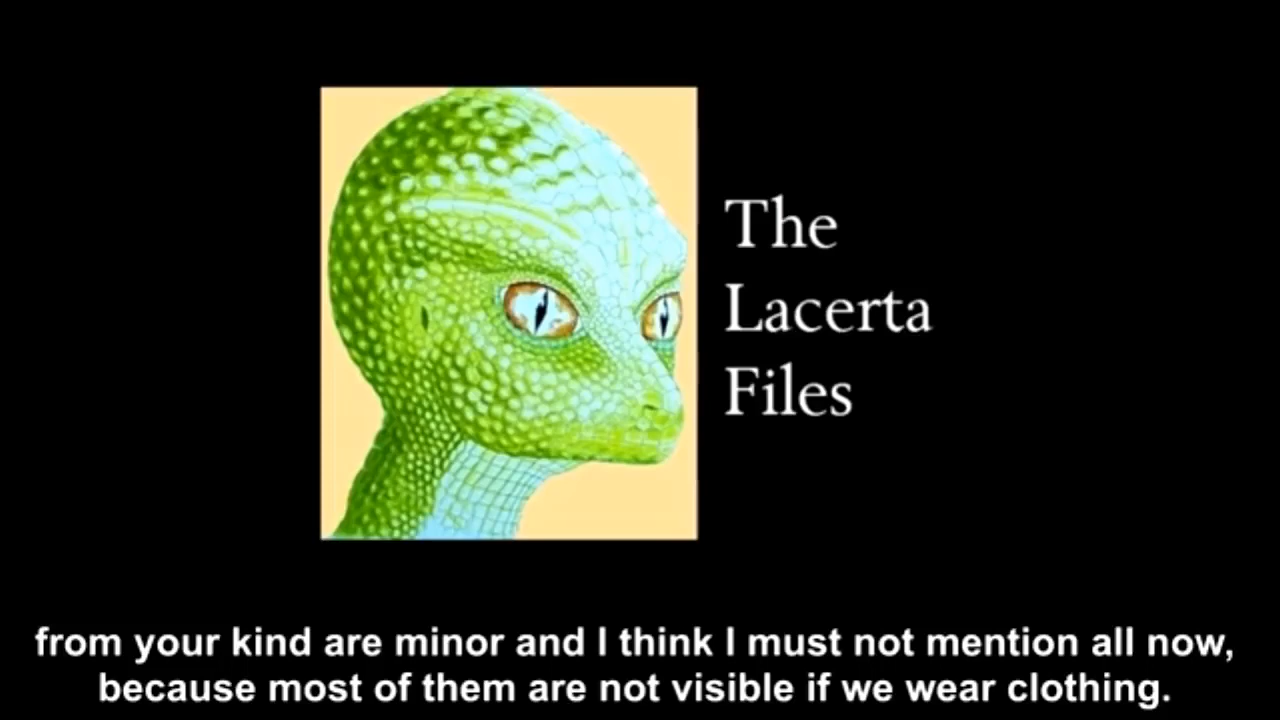 The
Lacerta
Files
from your kind are minor and I think I must not mention all now,
because most of them are not visible if we wear clothing.